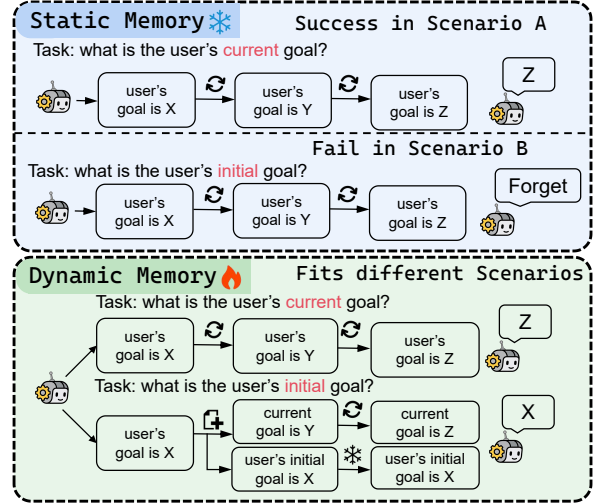 Static Memory
Success in Scenario A
Task: what is the user's current goal?
user's
goal is X
user's
goal is Y
user's
goal is Z
Z
Fail in Scenario B
Task: what is the user's initial goal?
user's
goal is X
user's
goal is Y
user's
goal is Z
Forget
Dynamic Memory
Fits different Scenarios
Task: what is the user's current goal?
user's
goal is X
user's
goal is Y
user's
goal is Z
Z
Task: what is the user's initial goal?
user's
goal is X
current
goal is Y
current
goal is Z
user's initial
goal is X
user's initial
goal is X
X